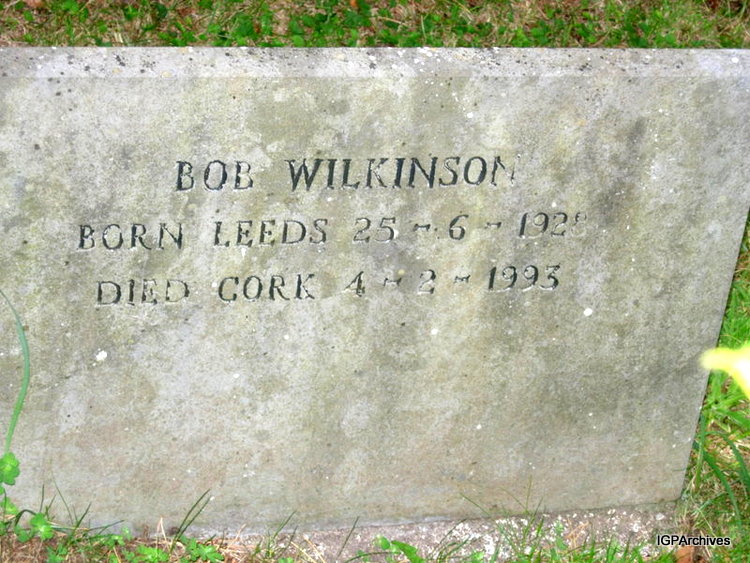 BOB WILKINSON
BORN LEEDS 25 - 6 -
DIED CORK 4 - 2 - 1993
IGPArchives